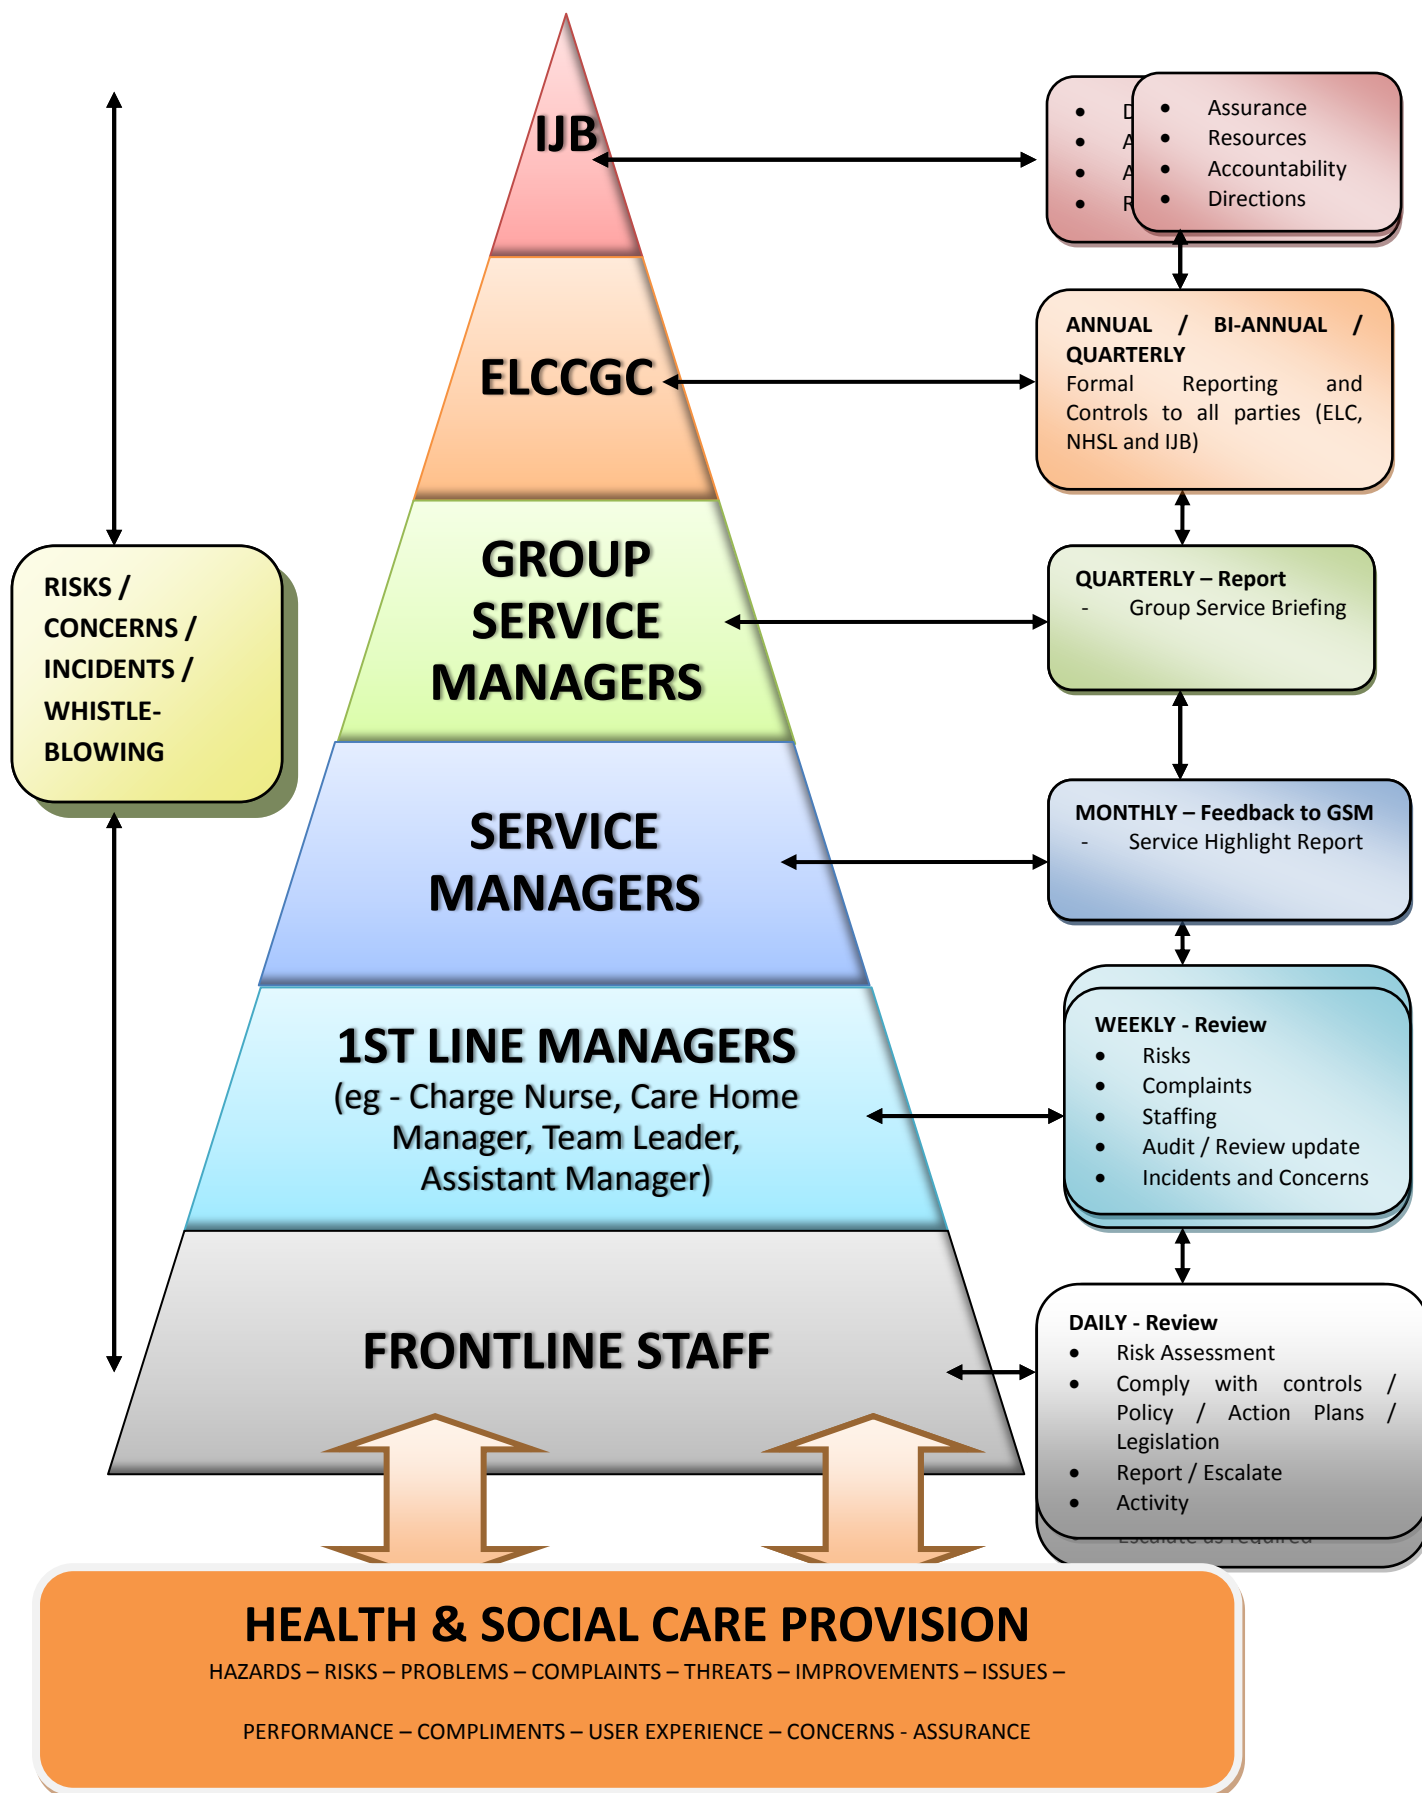 IJB
• Assurance
• Resources
• Accountability
• Directions
ELCCGC
ANNUAL / BI-ANNUAL /
QUARTERLY
Formal Reporting and
Controls to all parties (ELC,
NHSL and IJB)
RISKS /
CONCERNS /
INCIDENTS /
WHISTLE-
BLOWING
GROUP
SERVICE
MANAGERS
QUARTERLY – Report
- Group Service Briefing
SERVICE
MANAGERS
MONTHLY – Feedback to GSM
- Service Highlight Report
1ST LINE MANAGERS
(eg - Charge Nurse, Care Home
Manager, Team Leader,
Assistant Manager)
WEEKLY - Review
• Risks
• Complaints
• Staffing
• Audit / Review update
• Incidents and Concerns
FRONTLINE STAFF
DAILY - Review
• Risk Assessment
• Comply with controls /
Policy / Action Plans /
Legislation
• Report / Escalate
• Activity
HEALTH & SOCIAL CARE PROVISION
HAZARDS – RISKS – PROBLEMS – COMPLAINTS – THREATS – IMPROVEMENTS – ISSUES –
PERFORMANCE – COMPLIMENTS – USER EXPERIENCE – CONCERNS - ASSURANCE